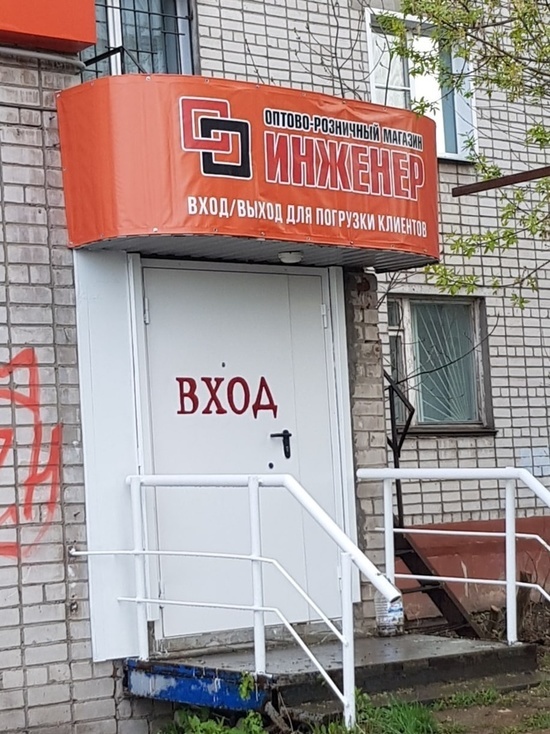 ОПТОВО-РОЗНИЧНЫЙ МАГАЗИН
ИНЖЕНЕР
ВХОД/ВЫХОД ДЛЯ ПОГРУЗКИ КЛИЕНТОВ
ВХОД